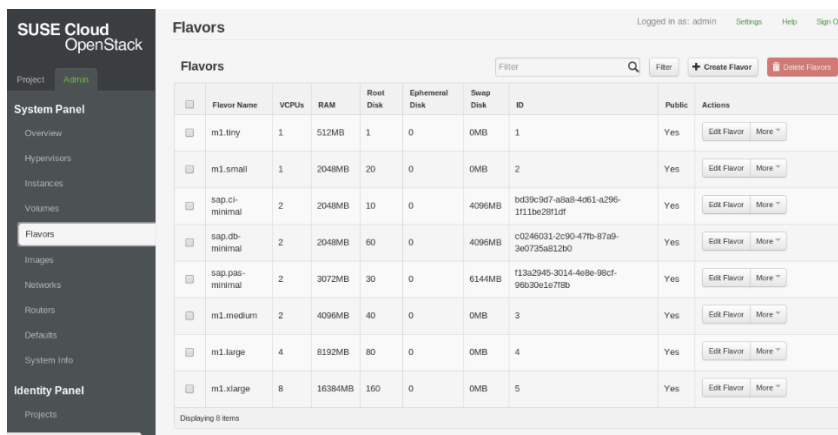 SUSE Cloud
OpenStack
Project Admin
System Panel
Overview
Hypervisors
Instances
Volumes
Flavors
Images
Networks
Routers
Defaults
System Info
Identity Panel
Projects
Flavors
Logged in as: admin Settings Help Sign O
Flavors
Filter Filter + Create Flavor Delete Flavors
Flavor Name VCPUs RAM Root Disk Ephemeral Disk Swap Disk ID Public Actions
m1.tiny 1 512MB 1 0 0MB 1 Yes Edit Flavor More
m1.small 1 2048MB 20 0 0MB 2 Yes Edit Flavor More
sap.ci-minimal 2 2048MB 10 0 4096MB bd39c9d7-a8a8-4d61-a296-1f11be28f1df Yes Edit Flavor More
sap.db-minimal 2 2048MB 60 0 4096MB c0246031-2c90-47fb-87a9-3e0735a812b0 Yes Edit Flavor More
sap.pas-minimal 2 3072MB 30 0 6144MB f13a2945-3014-4e8e-98cf-96b30e1e7f8b Yes Edit Flavor More
m1.medium 2 4096MB 40 0 0MB 3 Yes Edit Flavor More
m1.large 4 8192MB 80 0 0MB 4 Yes Edit Flavor More
m1.xlarge 8 16384MB 160 0 0MB 5 Yes Edit Flavor More
Displaying 8 items